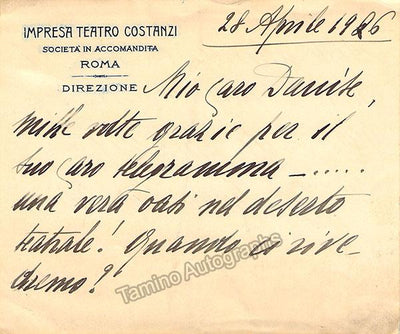 IMPRESA TEATRO COSTANZI
SOCIETÀ IN ACCOMANDITA
ROMA
DIREZIONE
28 Aprile 1926
Mio caro Danise,
mille volte grazie per il
tuo caro telegramma – .....
una vera oasi nel deserto
teatrale! Quando ci rive-
dremo?
Tamino Autographs